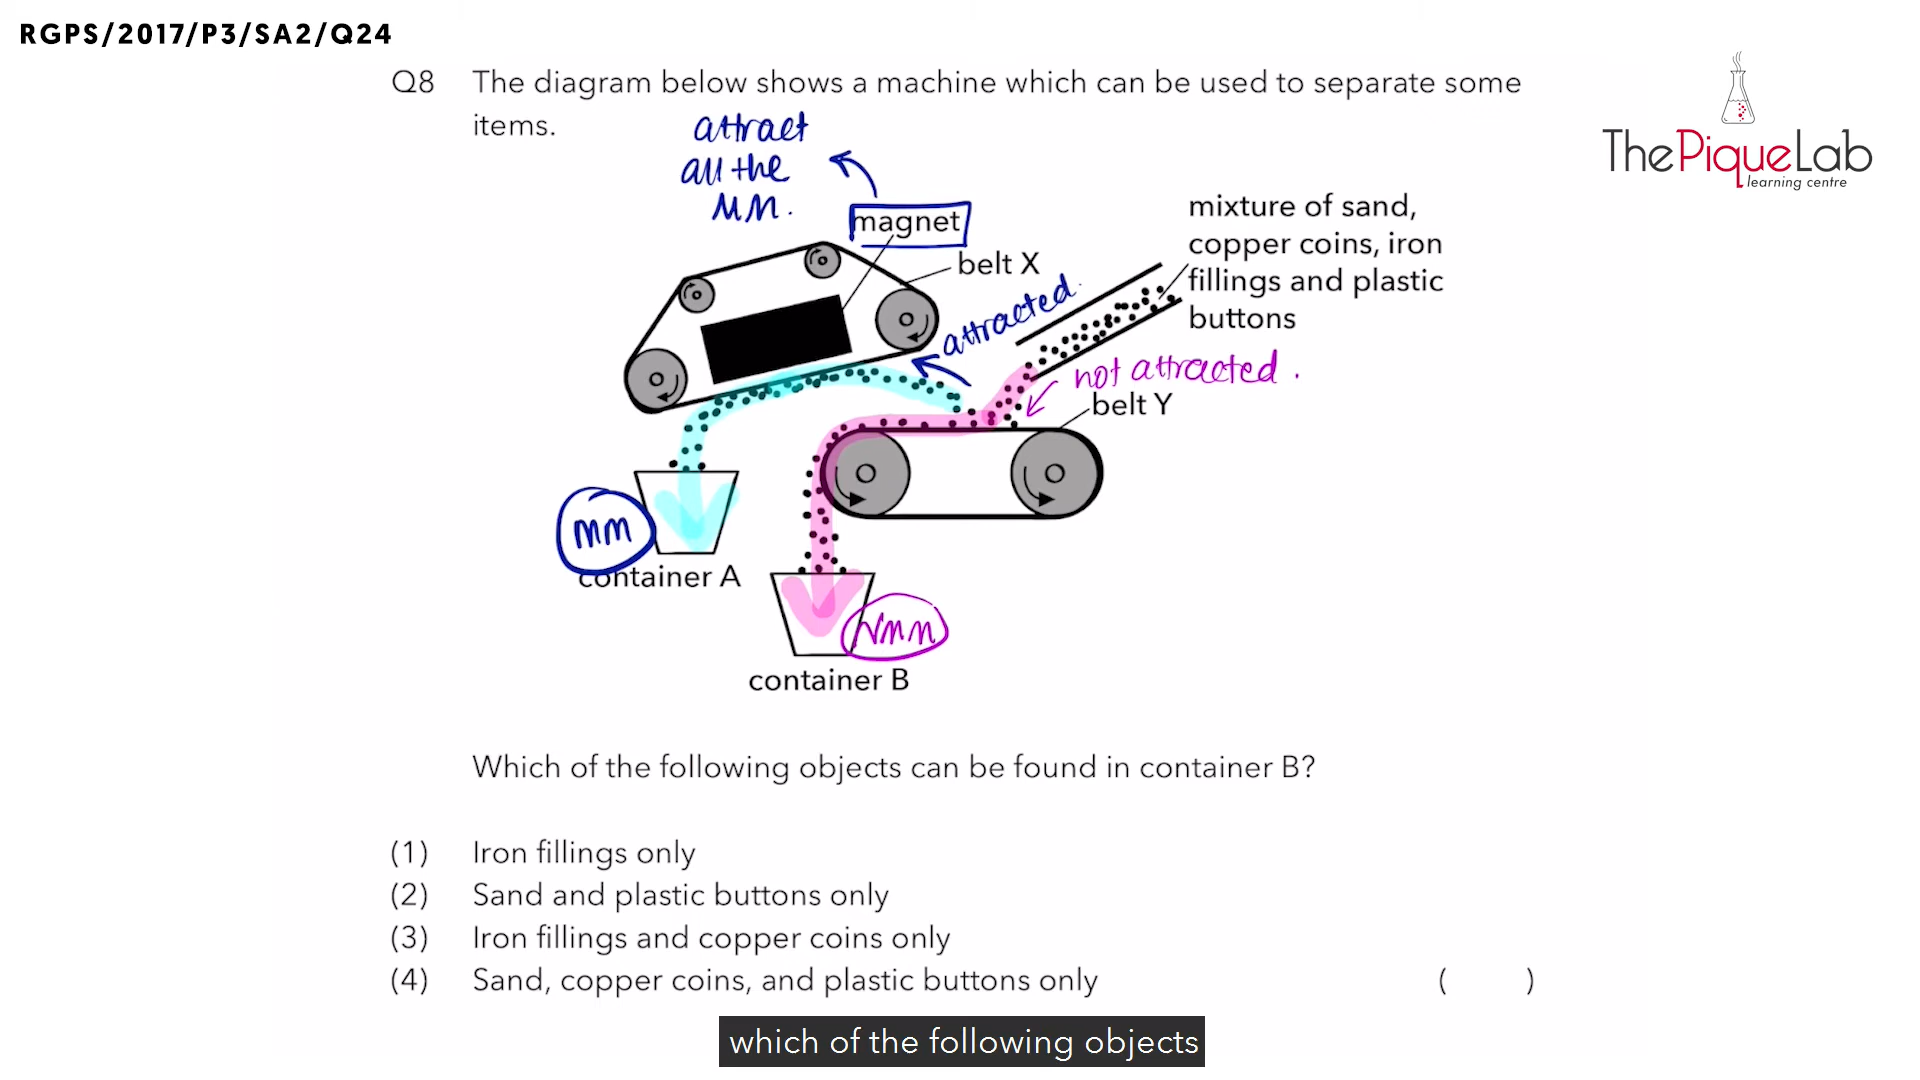 RGPS/2017/P3/SA2/Q24
ThePiqueLab
learning centre
Q8 The diagram below shows a machine which can be used to separate some
items.
attract
all the
MM.
magnet
belt X
mixture of sand,
copper coins, iron
fillings and plastic
buttons
attracted.
not attracted.
belt Y
MM
container A
NMM
container B
Which of the following objects can be found in container B?
(1) Iron fillings only
(2) Sand and plastic buttons only
(3) Iron fillings and copper coins only
(4) Sand, copper coins, and plastic buttons only ( )
which of the following objects